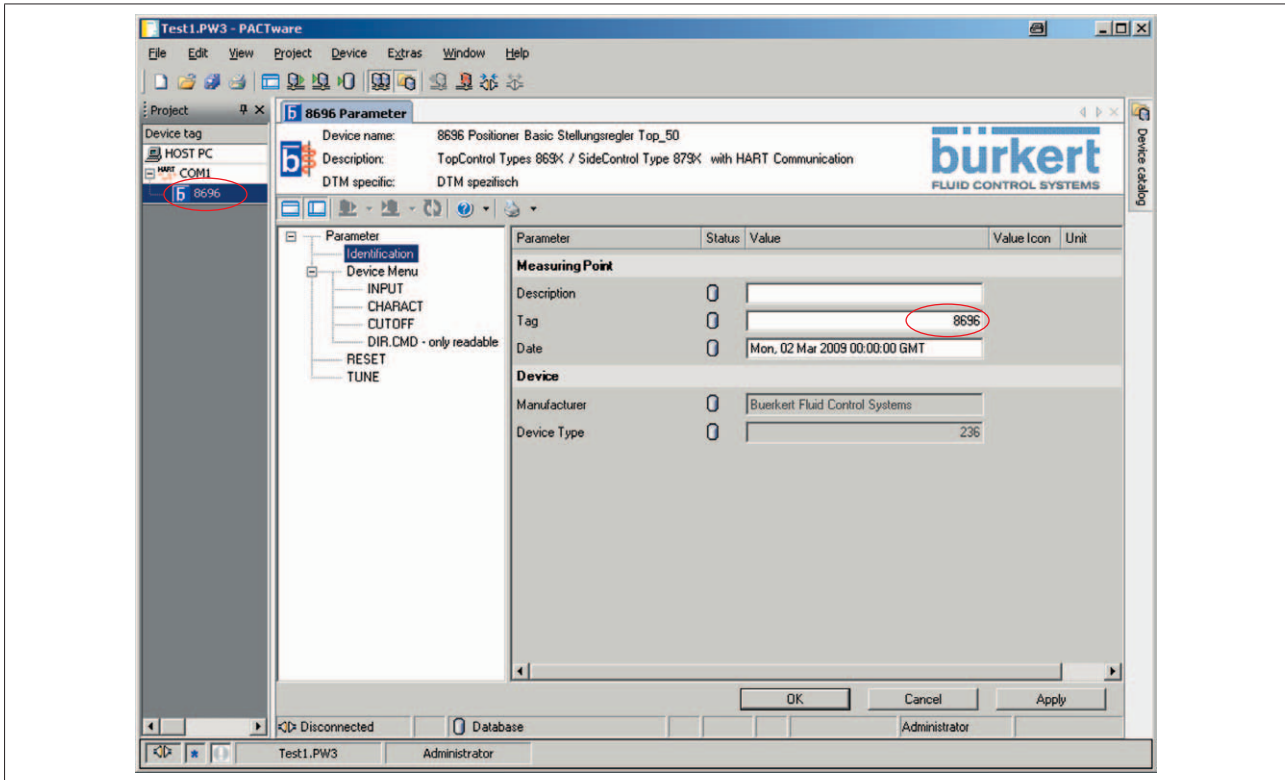 Test1.PW3 - PACTware
File Edit View Project Device Extras Window Help
Project
Device tag
HOST PC
HART COM1
8696
8696 Parameter
Device name: 8696 Positioner Basic Stellungsregler Top_50
Description: TopControl Types 869X / SideControl Type 879X with HART Communication
DTM specific: DTM spezifisch
burkert
FLUID CONTROL SYSTEMS
Device catalog
Parameter
Identification
Device Menu
INPUT
CHARACT
CUTOFF
DIR.CMD - only readable
RESET
TUNE
Parameter Status Value Value Icon Unit
Measuring Point
Description
Tag 8696
Date Mon, 02 Mar 2009 00:00:00 GMT
Device
Manufacturer Buerkert Fluid Control Systems
Device Type 236
OK Cancel Apply
Disconnected Database Administrator
Test1.PW3 Administrator